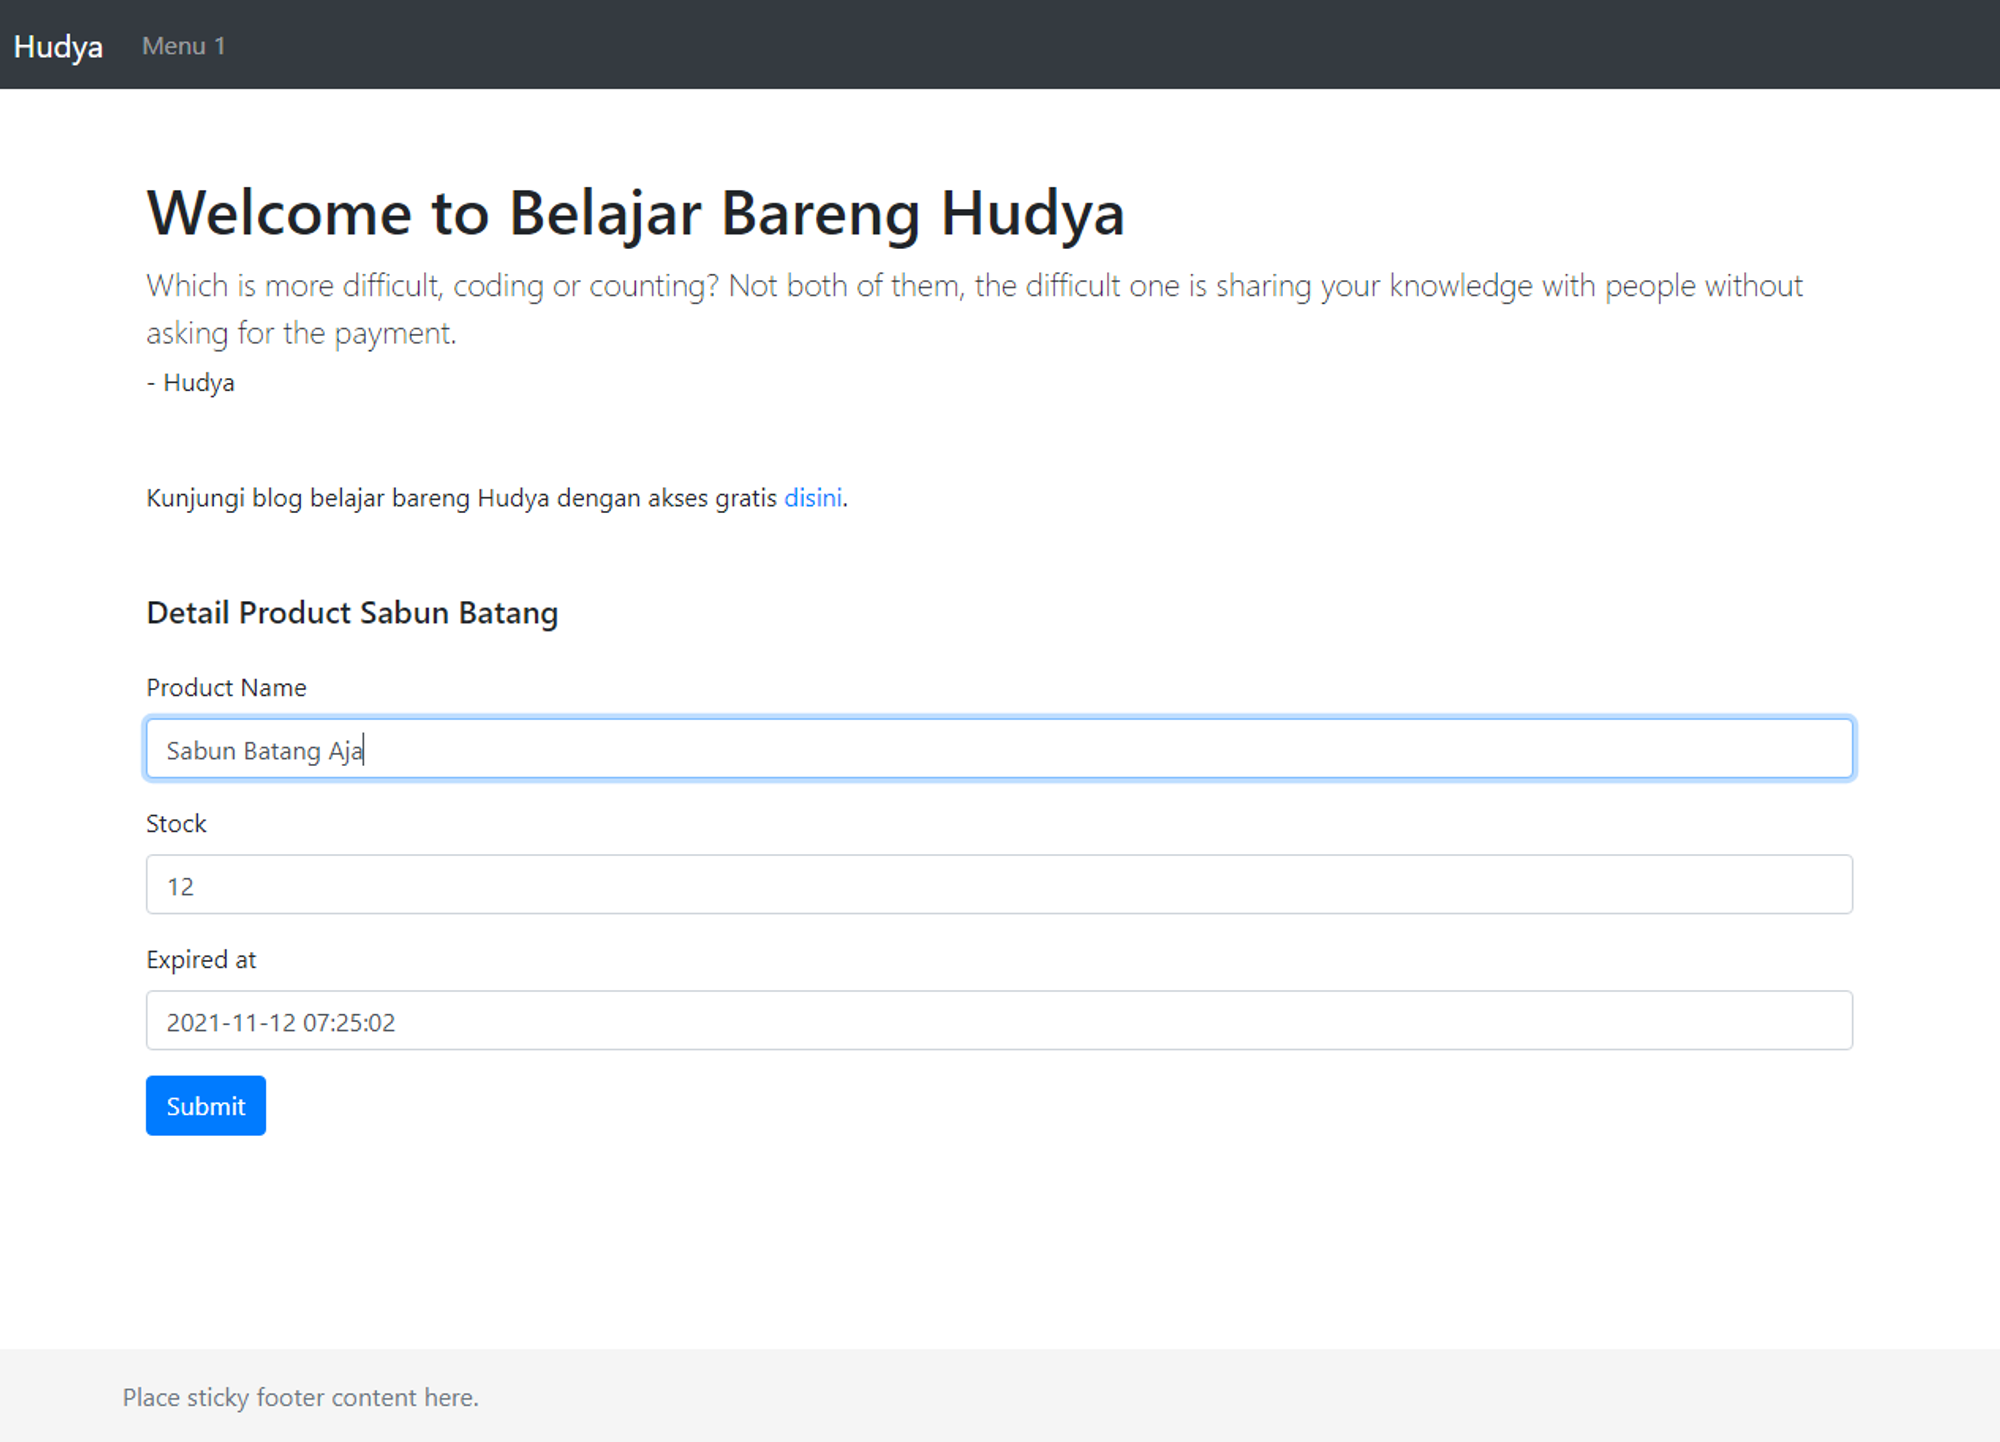 Hudya Menu 1
Welcome to Belajar Bareng Hudya
Which is more difficult, coding or counting? Not both of them, the difficult one is sharing your knowledge with people without
asking for the payment.
- Hudya
Kunjungi blog belajar bareng Hudya dengan akses gratis disini.
Detail Product Sabun Batang
Product Name
Sabun Batang Aja
Stock
12
Expired at
2021-11-12 07:25:02
Submit
Place sticky footer content here.